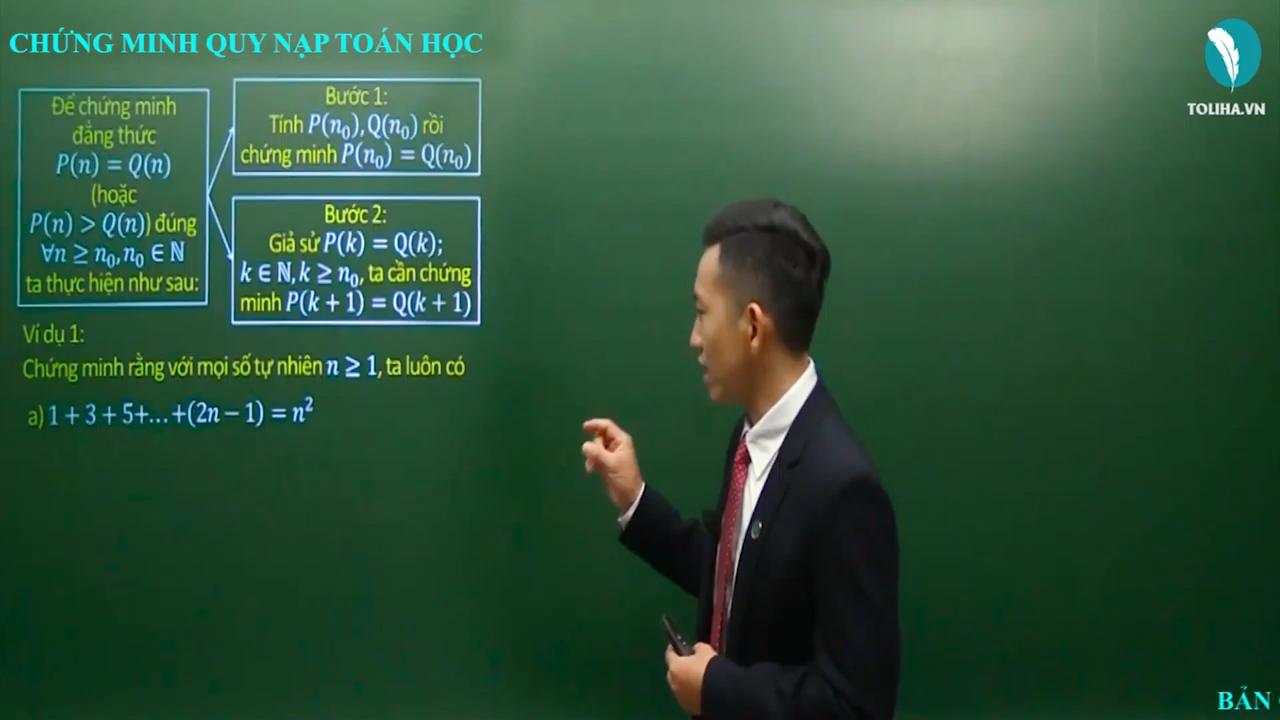 CHỨNG MINH QUY NẠP TOÁN HỌC
Để chứng minh
đẳng thức
P(n) = Q(n)
(hoặc
P(n) > Q(n)) đúng
∀n ≥ n₀, n₀ ∈ ℕ
ta thực hiện như sau:
Bước 1:
Tính P(n₀), Q(n₀) rồi
chứng minh P(n₀) = Q(n₀)
Bước 2:
Giả sử P(k) = Q(k);
k ∈ ℕ, k ≥ n₀, ta cần chứng
minh P(k + 1) = Q(k + 1)
Ví dụ 1:
Chứng minh rằng với mọi số tự nhiên n ≥ 1, ta luôn có
a) 1 + 3 + 5+...+(2n − 1) = n²
TOLIHA.VN
BẢN